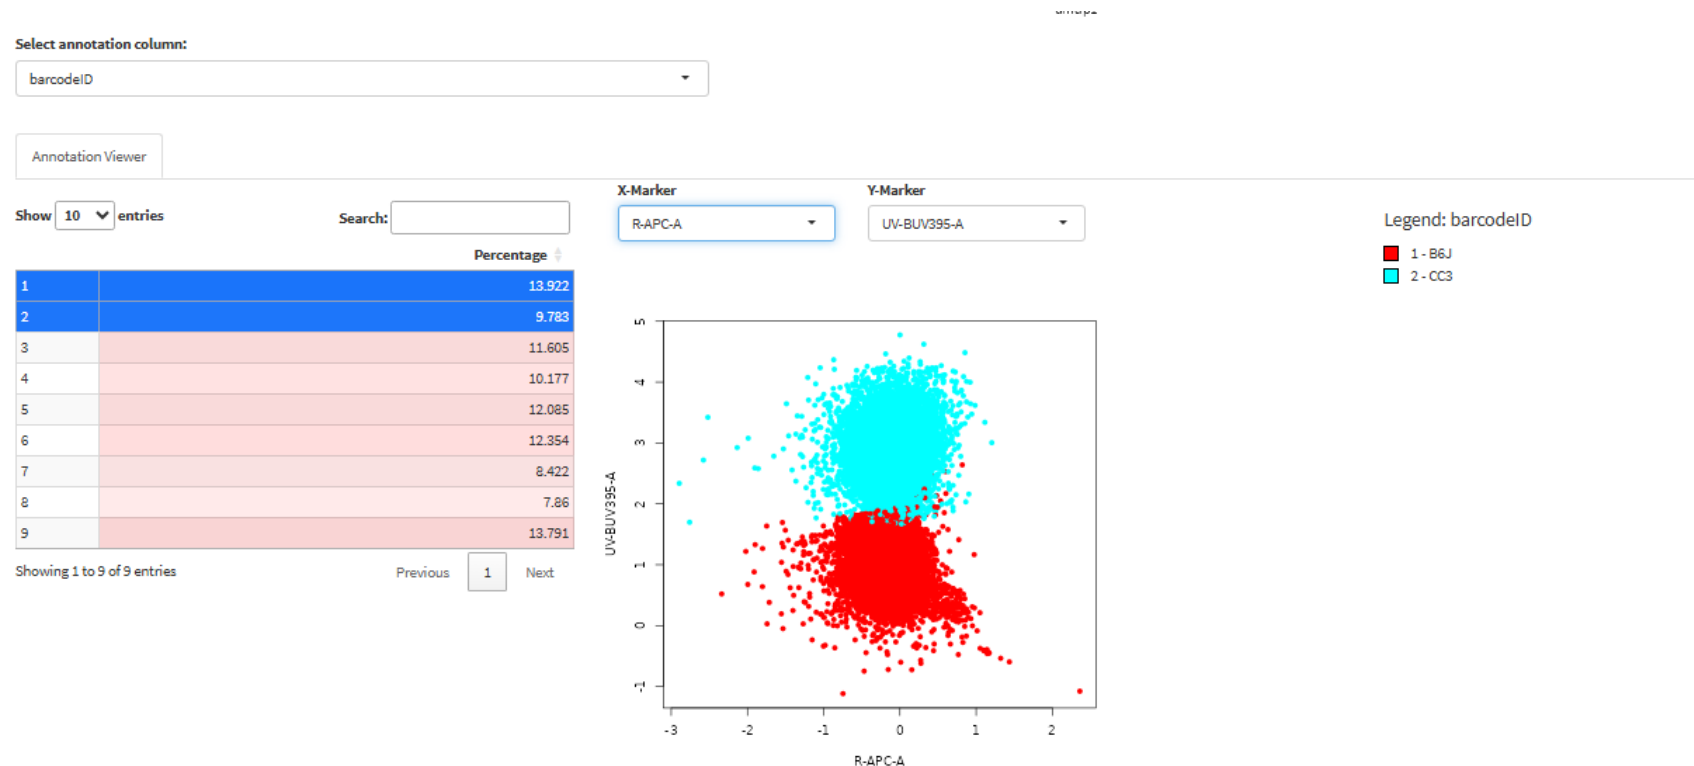 Select annotation column:
barcodeID
Annotation Viewer
Show 10 entries
Search:
Percentage
1 13.922
2 9.783
3 11.605
4 10.177
5 12.085
6 12.354
7 8.422
8 7.86
9 13.791
Showing 1 to 9 of 9 entries
Previous 1 Next
X-Marker
R-APC-A
Y-Marker
UV-BUV395-A
5
4
3
2
1
0
-1
UV-BUV395-A
-3 -2 -1 0 1 2
R-APC-A
Legend: barcodeID
1 - B6J
2 - CC3